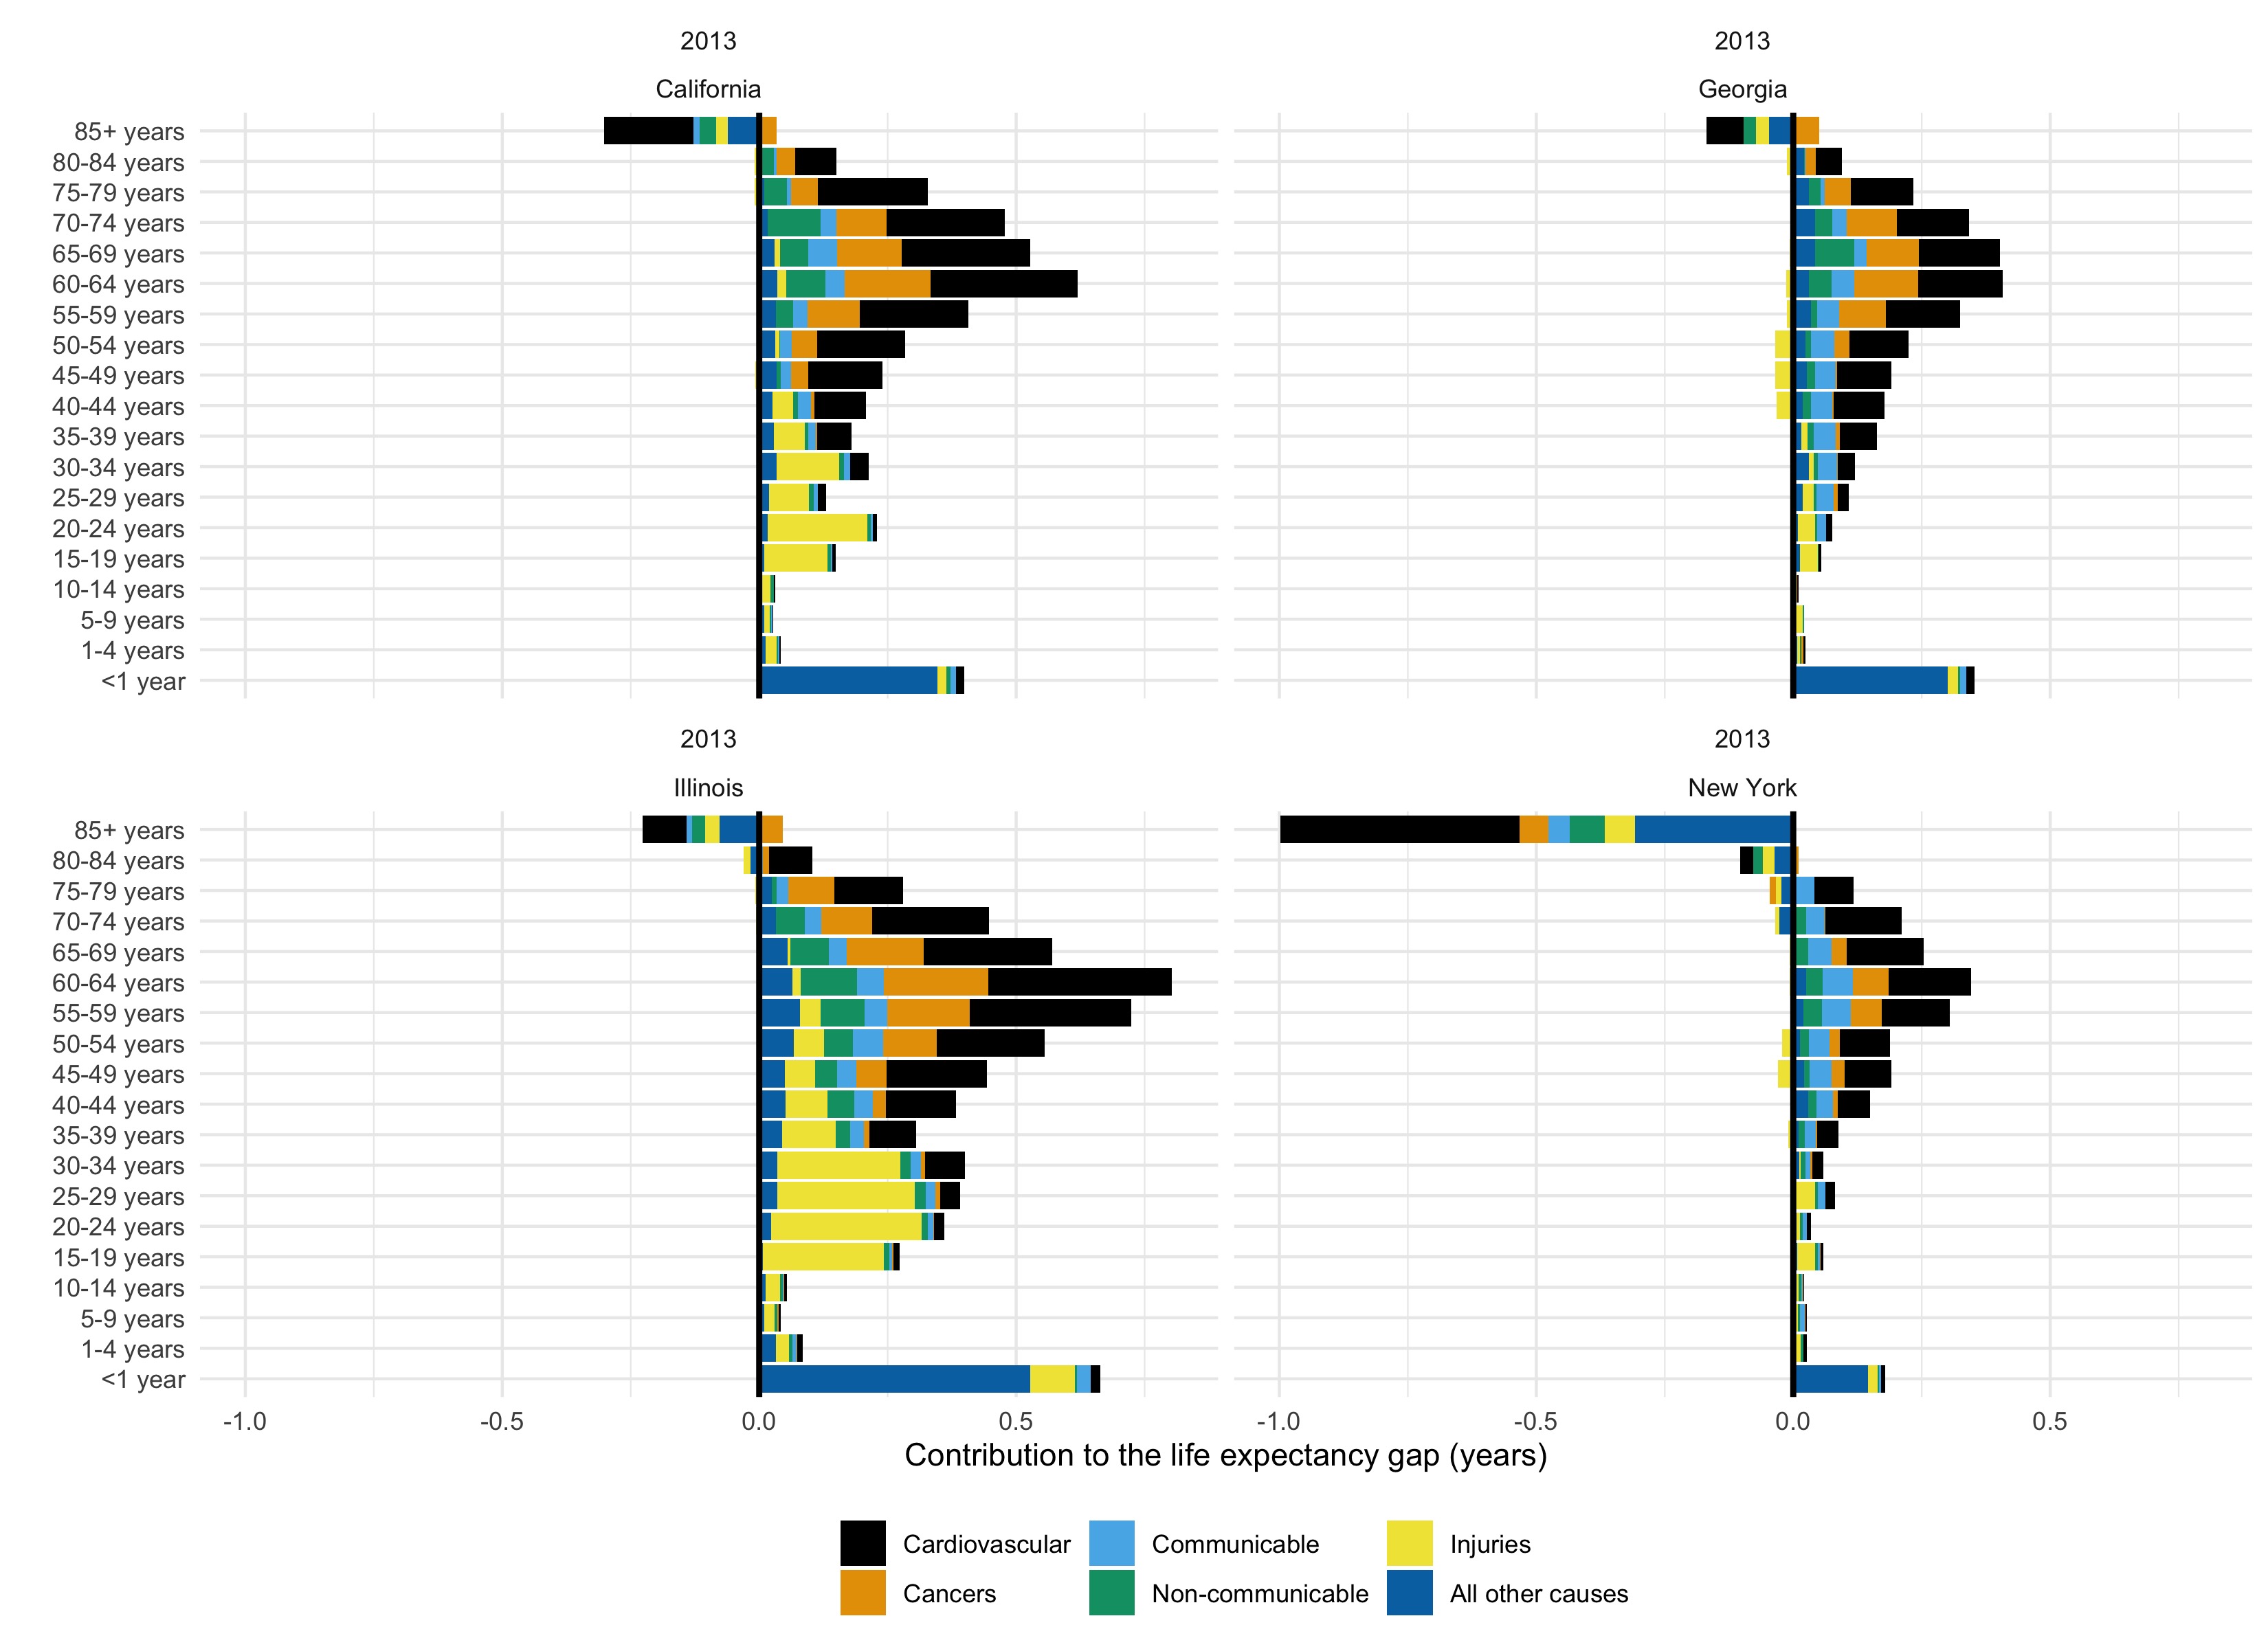 2013
2013
California
Georgia
85+ years
80-84 years
75-79 years
70-74 years
65-69 years
60-64 years
55-59 years
50-54 years
45-49 years
40-44 years
35-39 years
30-34 years
25-29 years
20-24 years
15-19 years
10-14 years
5-9 years
1-4 years
<1 year
2013
2013
Illinois
New York
85+ years
80-84 years
75-79 years
70-74 years
65-69 years
60-64 years
55-59 years
50-54 years
45-49 years
40-44 years
35-39 years
30-34 years
25-29 years
20-24 years
15-19 years
10-14 years
5-9 years
1-4 years
<1 year
-1.0 -0.5 0.0 0.5 -1.0 -0.5 0.0 0.5
Contribution to the life expectancy gap (years)
Cardiovascular Communicable Injuries
Cancers Non-communicable All other causes